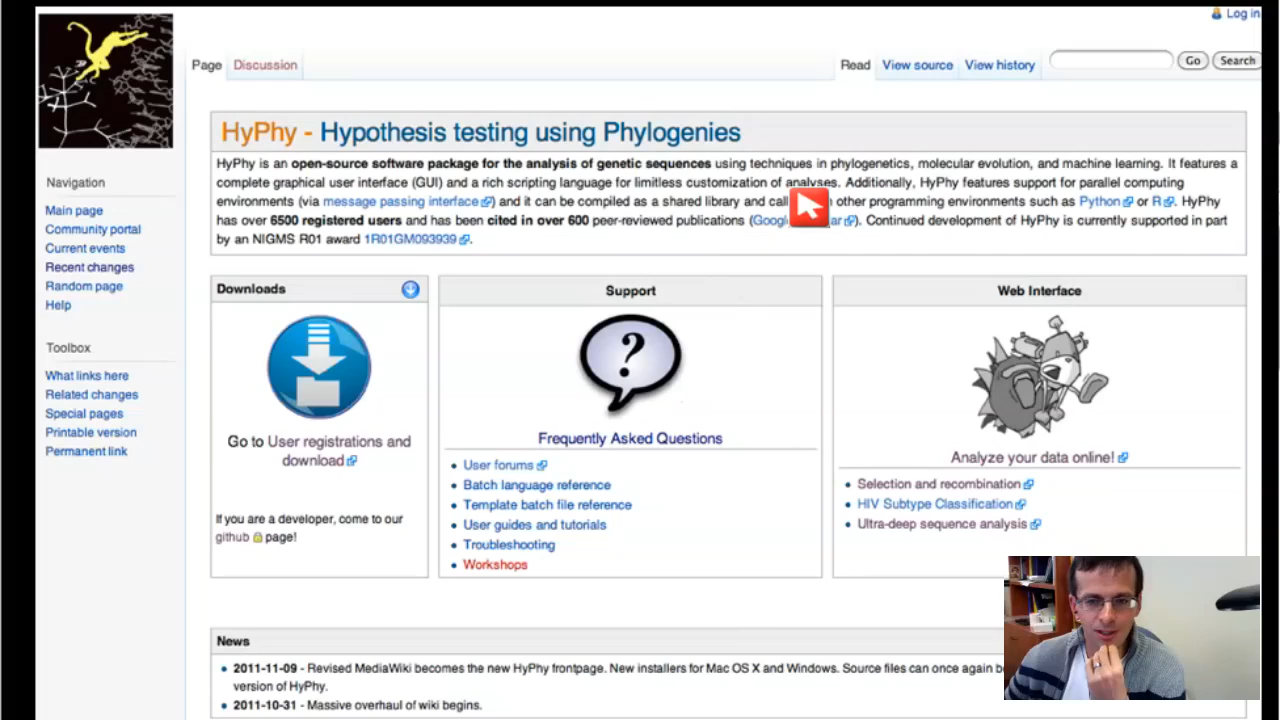 Log in
Page Discussion Read View source View history Go Search
HyPhy - Hypothesis testing using Phylogenies
HyPhy is an open-source software package for the analysis of genetic sequences using techniques in phylogenetics, molecular evolution, and machine learning. It features a
complete graphical user interface (GUI) and a rich scripting language for limitless customization of analyses. Additionally, HyPhy features support for parallel computing
environments (via message passing interface) and it can be compiled as a shared library and call other programming environments such as Python or R. HyPhy
has over 6500 registered users and has been cited in over 600 peer-reviewed publications (Goog ar). Continued development of HyPhy is currently supported in part
by an NIGMS R01 award 1R01GM093939.
Navigation
Main page
Community portal
Current events
Recent changes
Random page
Help
Toolbox
What links here
Related changes
Special pages
Printable version
Permanent link
Downloads
Go to User registrations and
download
If you are a developer, come to our
github page!
Support
?
Frequently Asked Questions
User forums
Batch language reference
Template batch file reference
User guides and tutorials
Troubleshooting
Workshops
Web Interface
Analyze your data online!
Selection and recombination
HIV Subtype Classification
Ultra-deep sequence analysis
News
2011-11-09 - Revised MediaWiki becomes the new HyPhy frontpage. New installers for Mac OS X and Windows. Source files can once again
version of HyPhy.
2011-10-31 - Massive overhaul of wiki begins.